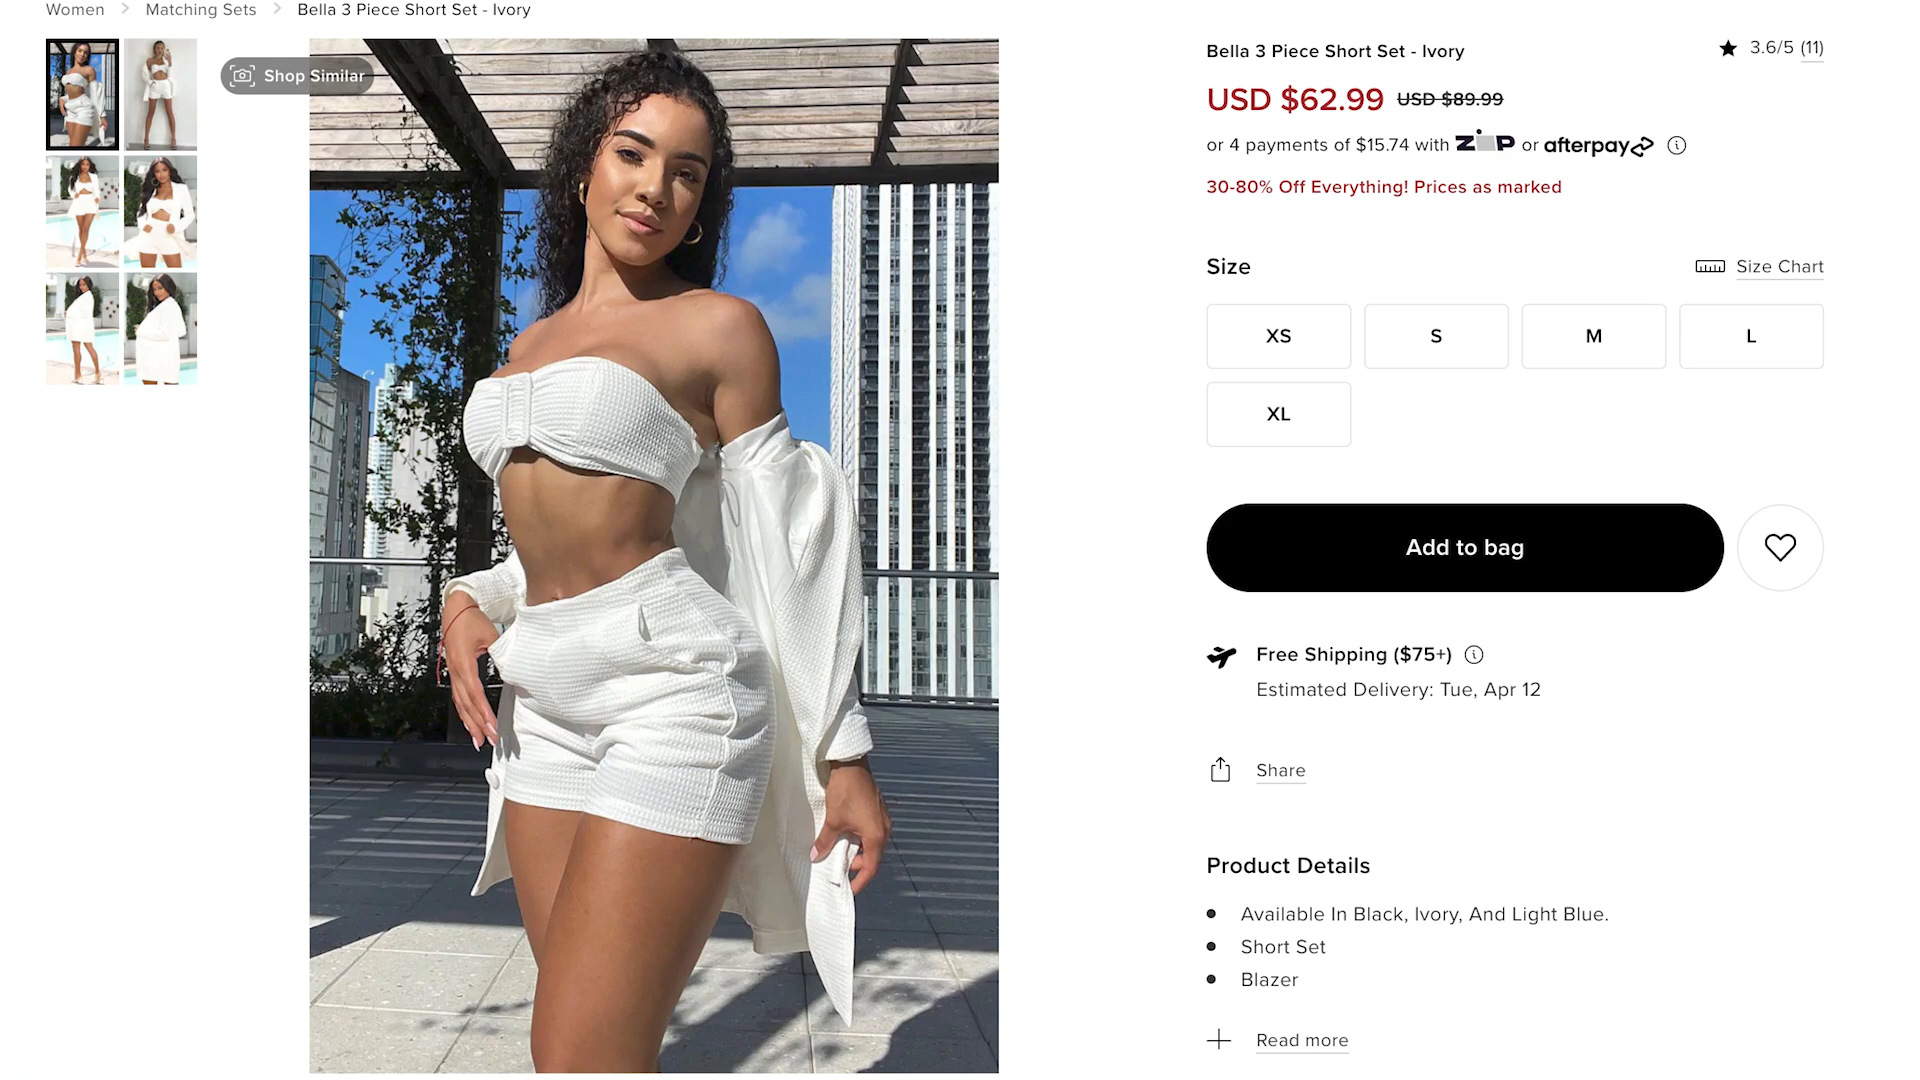 Women > Matching Sets > Bella 3 Piece Short Set - Ivory
Shop Similar
Bella 3 Piece Short Set - Ivory
3.6/5 (11)
USD $62.99 USD $89.99
or 4 payments of $15.74 with ZIP or afterpay
30-80% Off Everything! Prices as marked
Size
Size Chart
XS S M L
XL
Add to bag
Free Shipping ($75+)
Estimated Delivery: Tue, Apr 12
Share
Product Details
Available In Black, Ivory, And Light Blue.
Short Set
Blazer
Read more